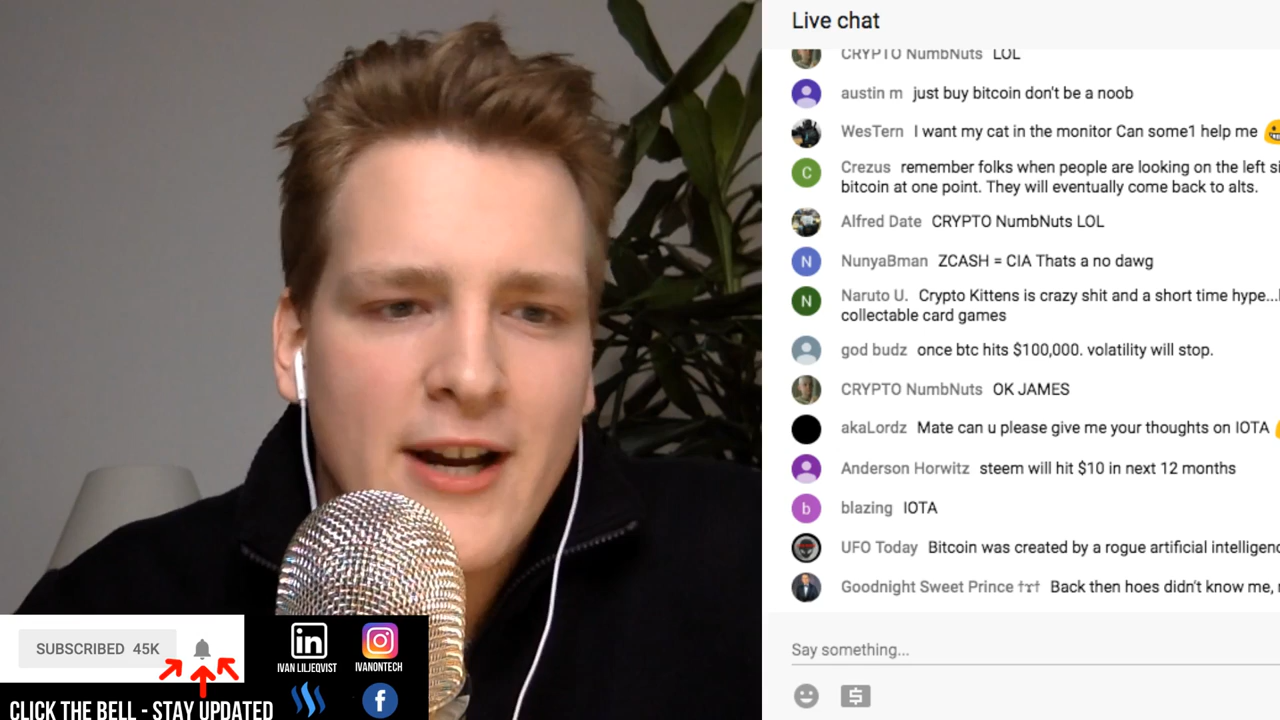 Live chat
CRYPTO NumbNuts LOL
austin m just buy bitcoin don't be a noob
WesTern I want my cat in the monitor Can some1 help me
C
Crezus remember folks when people are looking on the left
bitcoin at one point. They will eventually come back to alts.
Alfred Date CRYPTO NumbNuts LOL
N
NunyaBman ZCASH = CIA Thats a no dawg
N
Naruto U. Crypto Kittens is crazy shit and a short time hype...
collectable card games
god budz once btc hits $100,000. volatility will stop.
CRYPTO NumbNuts OK JAMES
akaLordz Mate can u please give me your thoughts on IOTA
Anderson Horwitz steem will hit $10 in next 12 months
b
blazing IOTA
UFO Today Bitcoin was created by a rogue artificial
Goodnight Sweet Prince Back then hoes didn't know me,
Say something...
SUBSCRIBED 45K
CLICK THE BELL - STAY UPDATED
in
IVAN LILJEQVIST
IVANONTECH
f
$